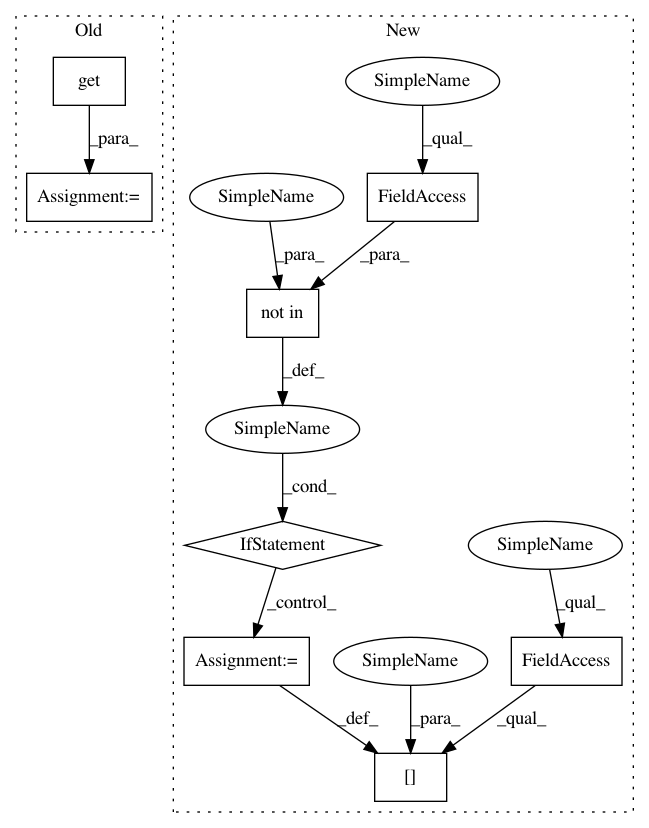 Old
New
get
SimpleName
_para_
_qual_
Assignment:=
SimpleName
FieldAccess
_para_
_para_
not in
_def_
SimpleName
_cond_
IfStatement
SimpleName
_control_
_qual_
Assignment:=
SimpleName
FieldAccess
_def_
_para_
_qual_
[]